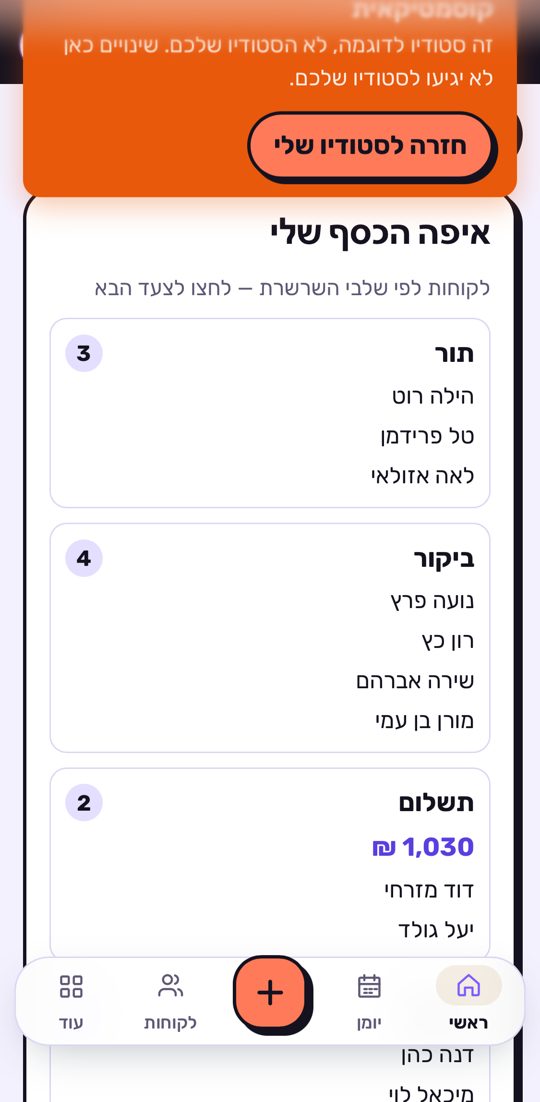 קוסמטיקאית
זה סטודיו לדוגמה, לא הסטודיו שלכם. שינויים כאן
לא יגיעו לסטודיו שלכם.
חזרה לסטודיו שלי
איפה הכסף שלי
לקוחות לפי שלבי השרשרת – לחצו לצעד הבא
תור
3
הילה רוט
טל פרידמן
לאה אזולאי
ביקור
4
נועה פרץ
רון כץ
שירה אברהם
מורן בן עמי
תשלום
2
1,030 ₪
דוד מזרחי
יעל גולד
ראשי
יומן
לקוחות
עוד
דנה כהן
מיכאל לוי